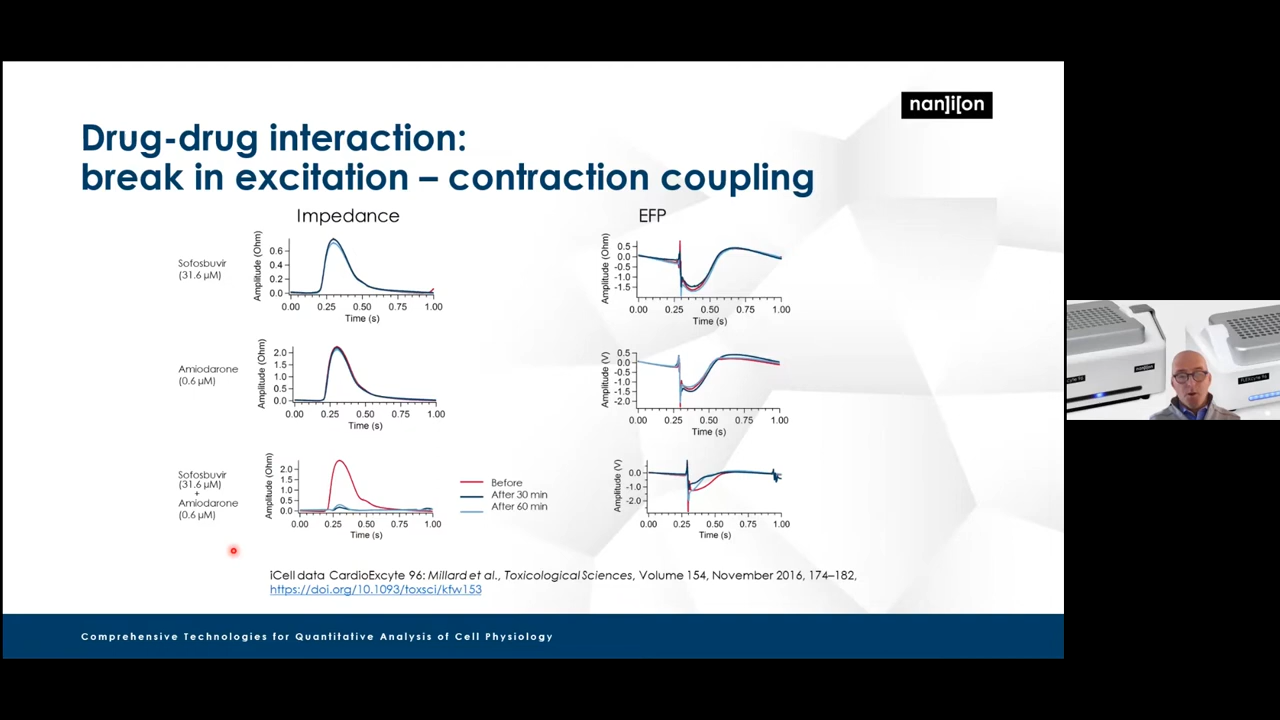 nan]i[on
Drug-drug interaction:
break in excitation – contraction coupling
Impedance
EFP
Sofosbuvir
(31.6 µM)
Amplitude (Ohm)
0.6
0.4
0.2
0.0
0.00 0.25 0.50 0.75 1.00
Time (s)
Amplitude (Ohm)
0.5
0.0
-0.5
-1.0
-1.5
0.00 0.25 0.50 0.75 1.00
Time (s)
Amiodarone
(0.6 µM)
Amplitude (Ohm)
2.0
1.5
1.0
0.5
0.0
0.00 0.25 0.50 0.75 1.00
Time (s)
Amplitude (V)
0.5
0.0
-0.5
-1.0
-1.5
-2.0
0.00 0.25 0.50 0.75 1.00
Time (s)
Sofosbuvir
(31.6 µM)
+
Amiodarone
(0.6 µM)
Amplitude (Ohm)
2.0
1.5
1.0
0.5
0.0
0.00 0.25 0.50 0.75 1.00
Time (s)
Before
After 30 min
After 60 min
Amplitude (V)
0.0
-1.0
-2.0
0.00 0.25 0.50 0.75 1.00
Time (s)
iCell data CardioExcyte 96: Millard et al., Toxicological Sciences, Volume 154, November 2016, 174–182,
https://doi.org/10.1093/toxsci/kfw153
Comprehensive Technologies for Quantitative Analysis of Cell Physiology